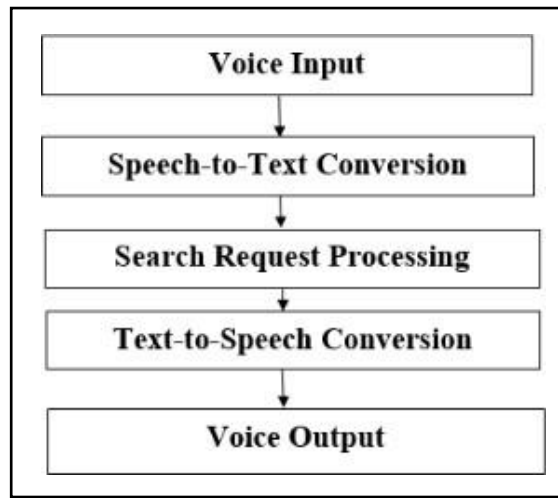 Voice Input
Speech-to-Text Conversion
Search Request Processing
Text-to-Speech Conversion
Voice Output